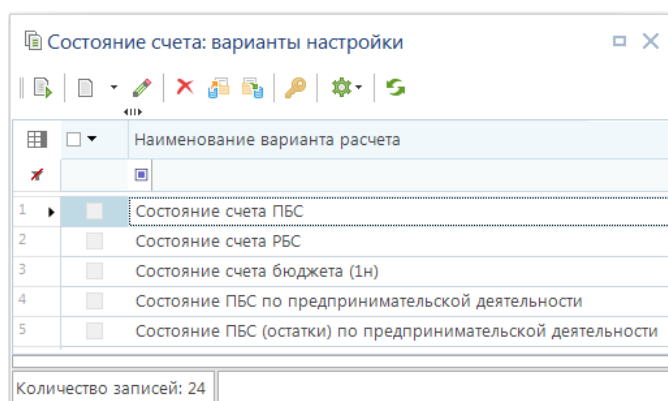 Состояние счета: варианты настройки
Наименование варианта расчета
1 Состояние счета ПБС
2 Состояние счета РБС
3 Состояние счета бюджета (1н)
4 Состояние ПБС по предпринимательской деятельности
5 Состояние ПБС (остатки) по предпринимательской деятельности
Количество записей: 24